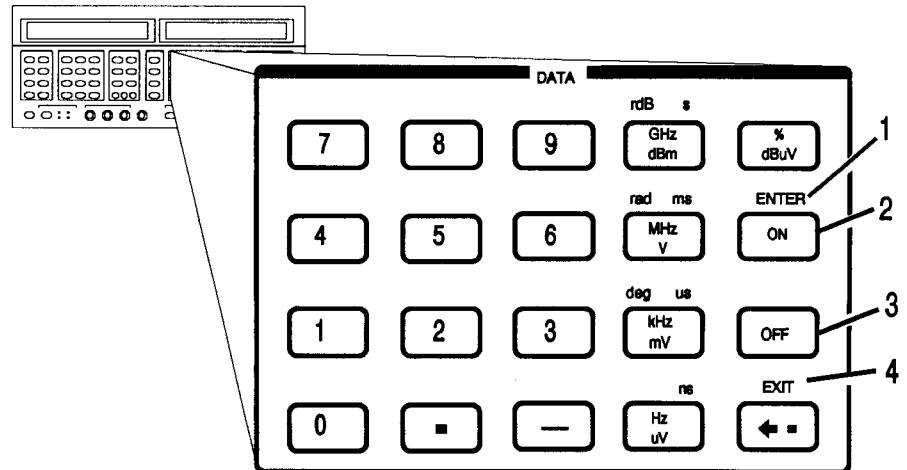 DATA
rdB s
7 8 9 GHz dBm % dBuV
1
rad ms ENTER
4 5 6 MHz V ON
2
deg us
1 2 3 kHz mV OFF
3
ns EXIT
4
0 ▪ — Hz uV ← ▪